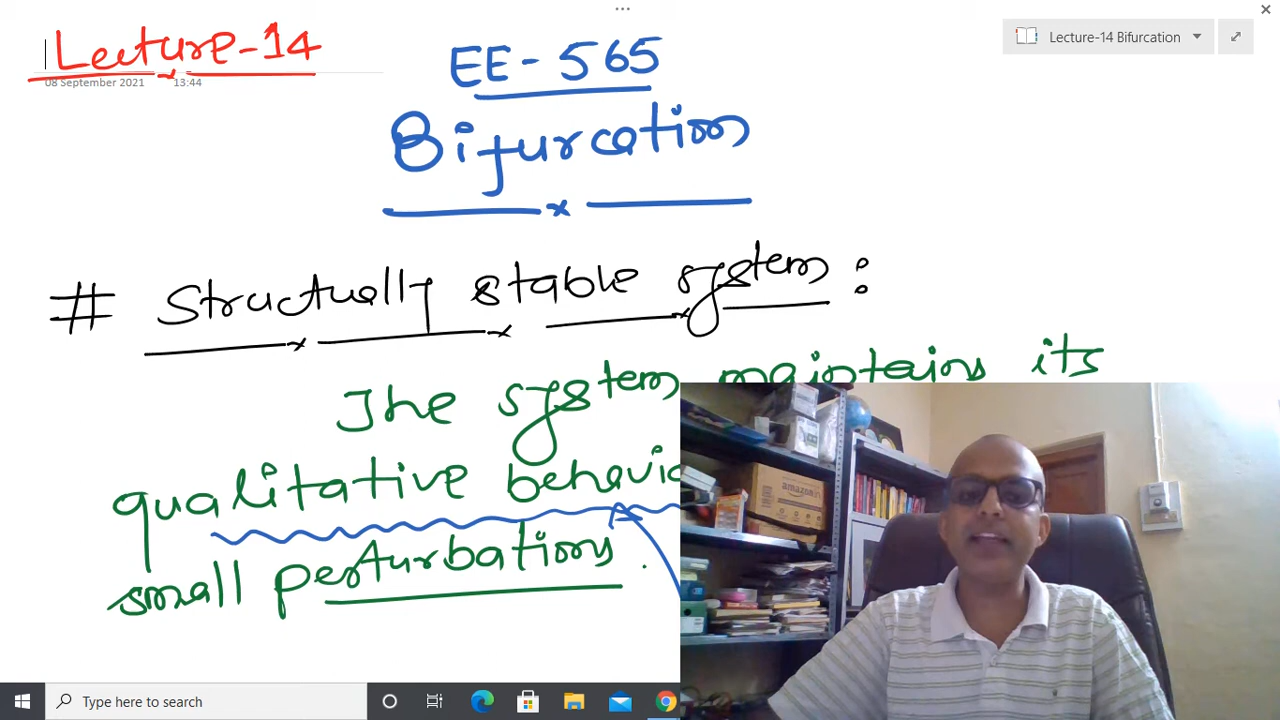 Lecture-14
Lecture-14 Bifurcation
08 September 2021 13:44
EE-565
Bifurcation
# Structurally stable system:
The system maintains its
qualitative
small perturbations.
amazon
Type here to search